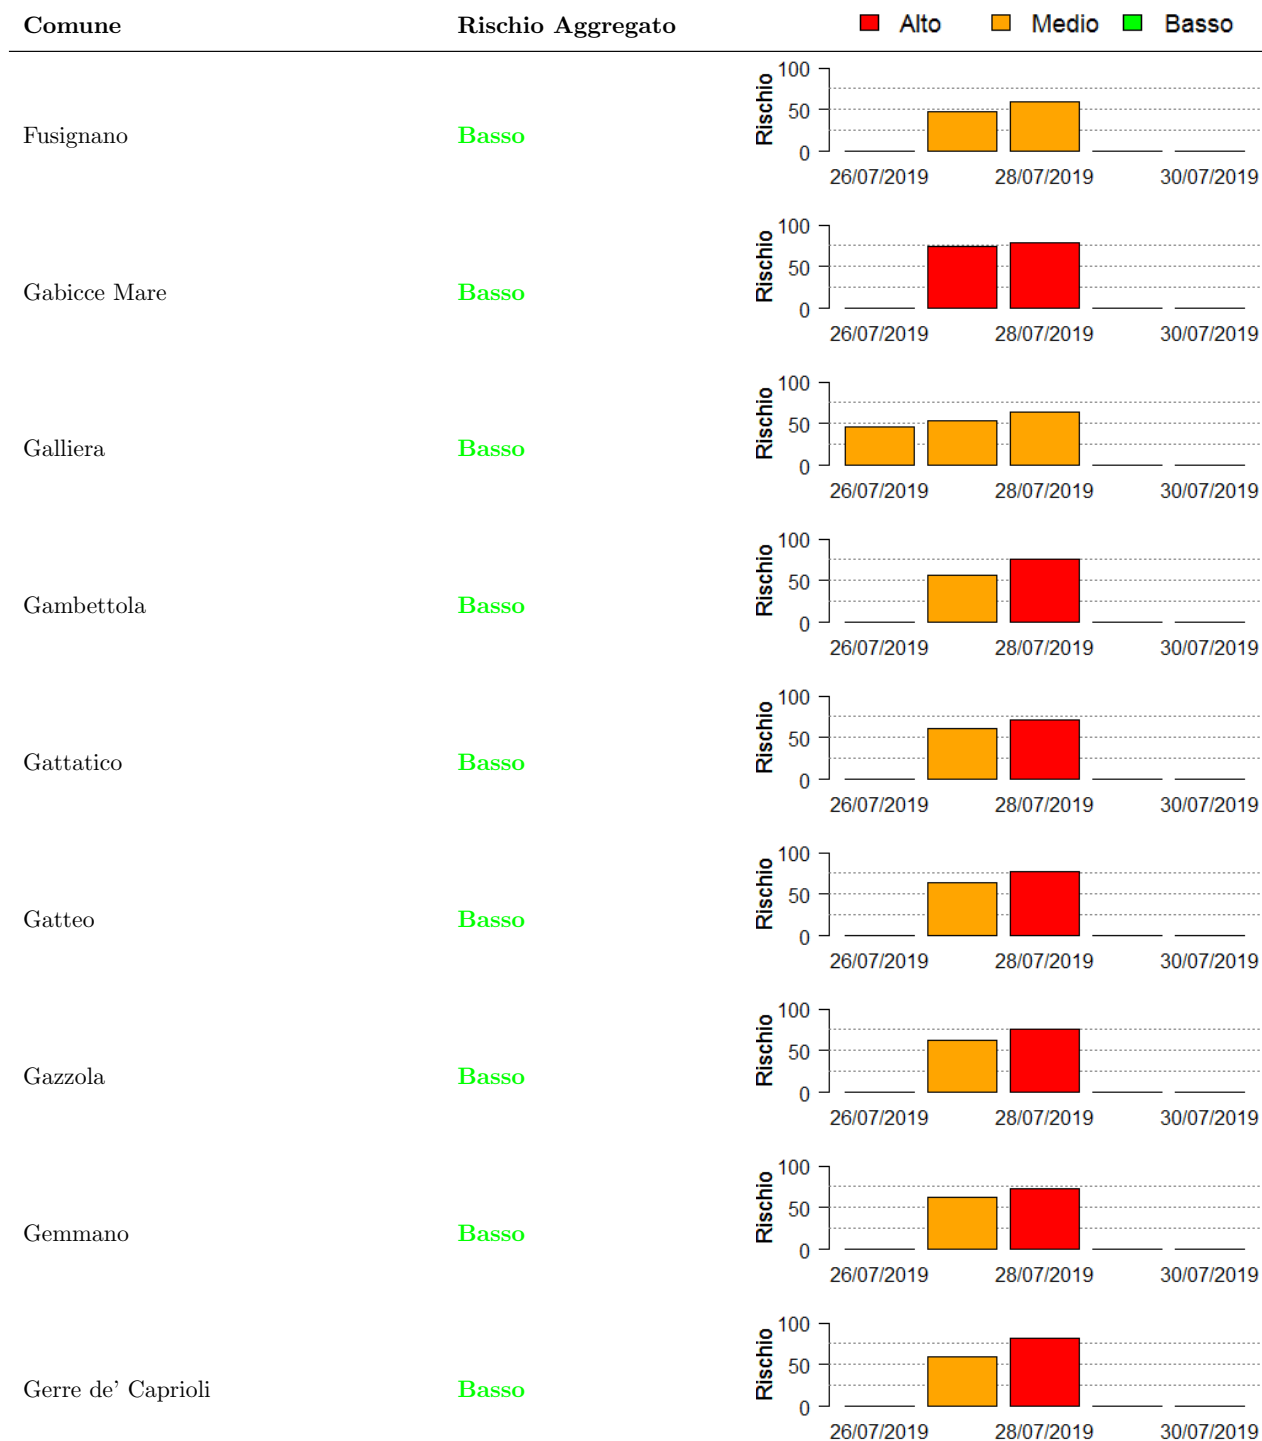 Comune Rischio Aggregato Alto Medio Basso
100
50
0
Rischio
Fusignano Basso
26/07/2019 28/07/2019 30/07/2019
100
50
0
Rischio
Gabicce Mare Basso
26/07/2019 28/07/2019 30/07/2019
100
50
0
Rischio
Galliera Basso
26/07/2019 28/07/2019 30/07/2019
100
50
0
Rischio
Gambettola Basso
26/07/2019 28/07/2019 30/07/2019
100
50
0
Rischio
Gattatico Basso
26/07/2019 28/07/2019 30/07/2019
100
50
0
Rischio
Gatteo Basso
26/07/2019 28/07/2019 30/07/2019
100
50
0
Rischio
Gazzola Basso
26/07/2019 28/07/2019 30/07/2019
100
50
0
Rischio
Gemmano Basso
26/07/2019 28/07/2019 30/07/2019
100
50
0
Rischio
Gerre de' Caprioli Basso
26/07/2019 28/07/2019 30/07/2019